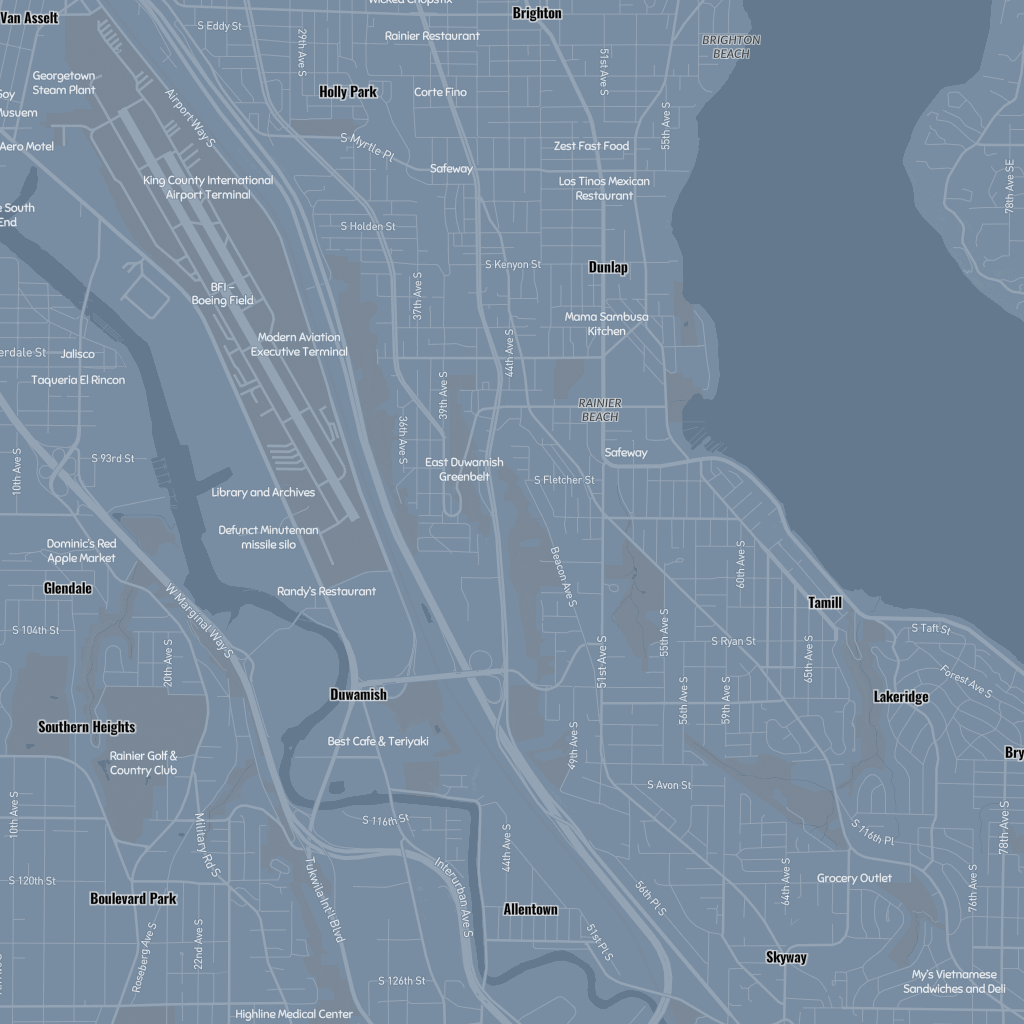 Wicked Chopstix
Brighton
Van Asselt
S Eddy St
Rainier Restaurant
29th Ave S
BRIGHTON
BEACH
51st Ave S
Georgetown
Steam Plant
Holly Park
Corte Fino
Airport Way S
55th Ave S
S Myrtle Pl
Zest Fast Food
Aero Motel
Safeway
King County International
Airport Terminal
Los Tinos Mexican
Restaurant
78th Ave SE
e South
End
S Holden St
S Kenyon St
Dunlap
37th Ave S
BFI –
Boeing Field
Mama Sambusa
Kitchen
Modern Aviation
Executive Terminal
44th Ave S
erdale St
Jalisco
Taqueria El Rincon
39th Ave S
RAINIER
BEACH
36th Ave S
Safeway
S 93rd St
10th Ave S
East Duwamish
Greenbelt
S Fletcher St
Library and Archives
Defunct Minuteman
missile silo
Dominic's Red
Apple Market
Beacon Ave S
60th Ave S
Glendale
Randy's Restaurant
Tamill
W Marginal Way S
S 104th St
S Taft St
20th Ave S
55th Ave S
S Ryan St
65th Ave S
51st Ave S
Forest Ave S
56th Ave S
59th Ave S
Duwamish
Lakeridge
Southern Heights
Best Cafe & Teriyaki
49th Ave S
Bry
Rainier Golf &
Country Club
S Avon St
10th Ave S
Military Rd S
S 116th St
S 116th Pl
78th Ave S
44th Ave S
S 120th St
Tukwila Int'l Blvd
Interurban Ave S
64th Ave S
Grocery Outlet
76th Ave S
56th Pl S
Boulevard Park
Allentown
22nd Ave S
Roseberg Ave S
51st Pl S
Skyway
S 126th St
My's Vietnamese
Sandwiches and Deli
Highline Medical Center